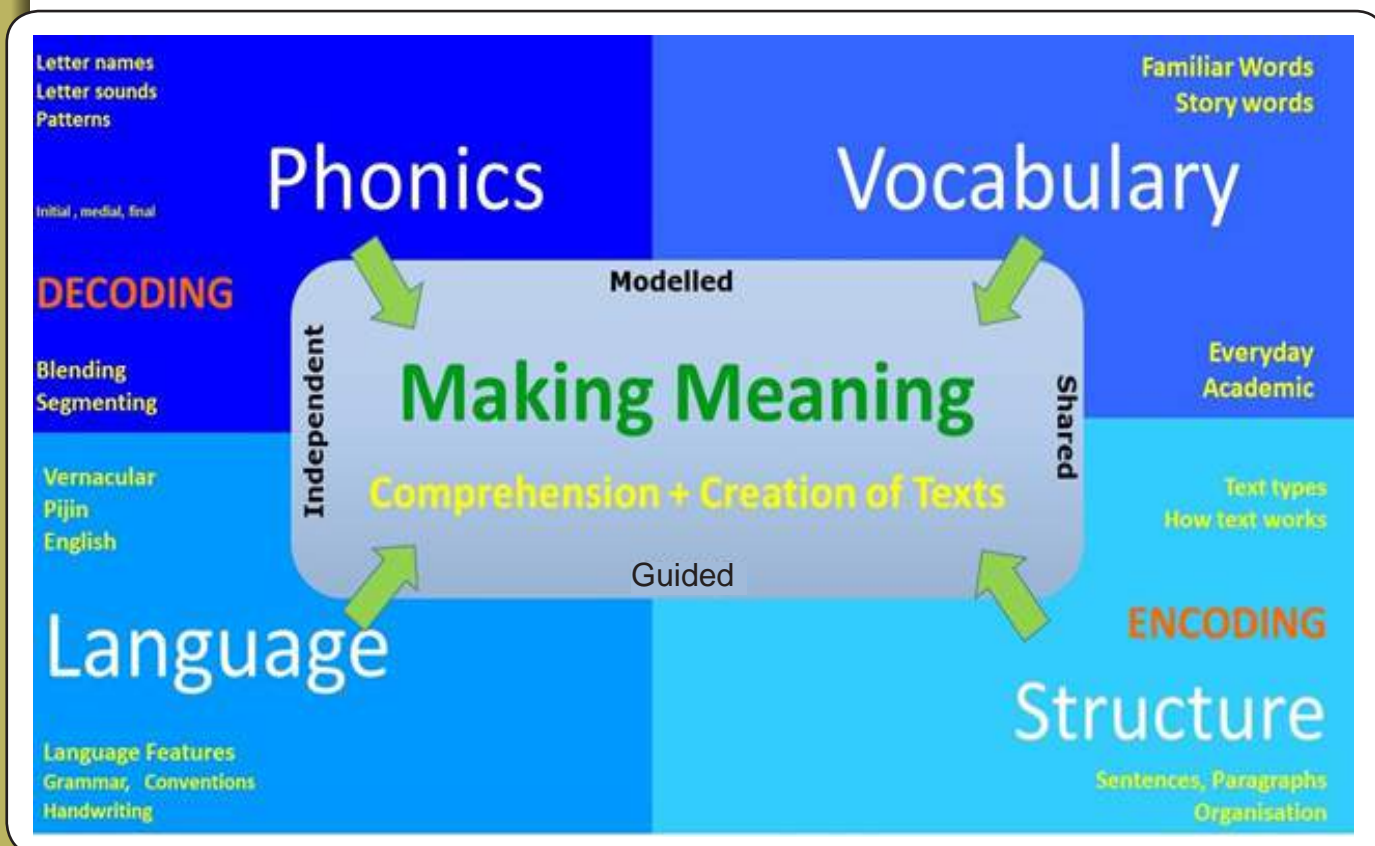 Letter names
Letter sounds
Patterns
Phonics
Initial , medial, final
DECODING
Blending
Segmenting
Familiar Words
Story words
Vocabulary
Everyday
Academic
Modelled
Independent
Making Meaning
Shared
Comprehension + Creation of Texts
Guided
Vernacular
Pijin
English
Language
Language Features
Grammar, Conventions
Handwriting
Text types
How text works
ENCODING
Structure
Sentences, Paragraphs
Organisation